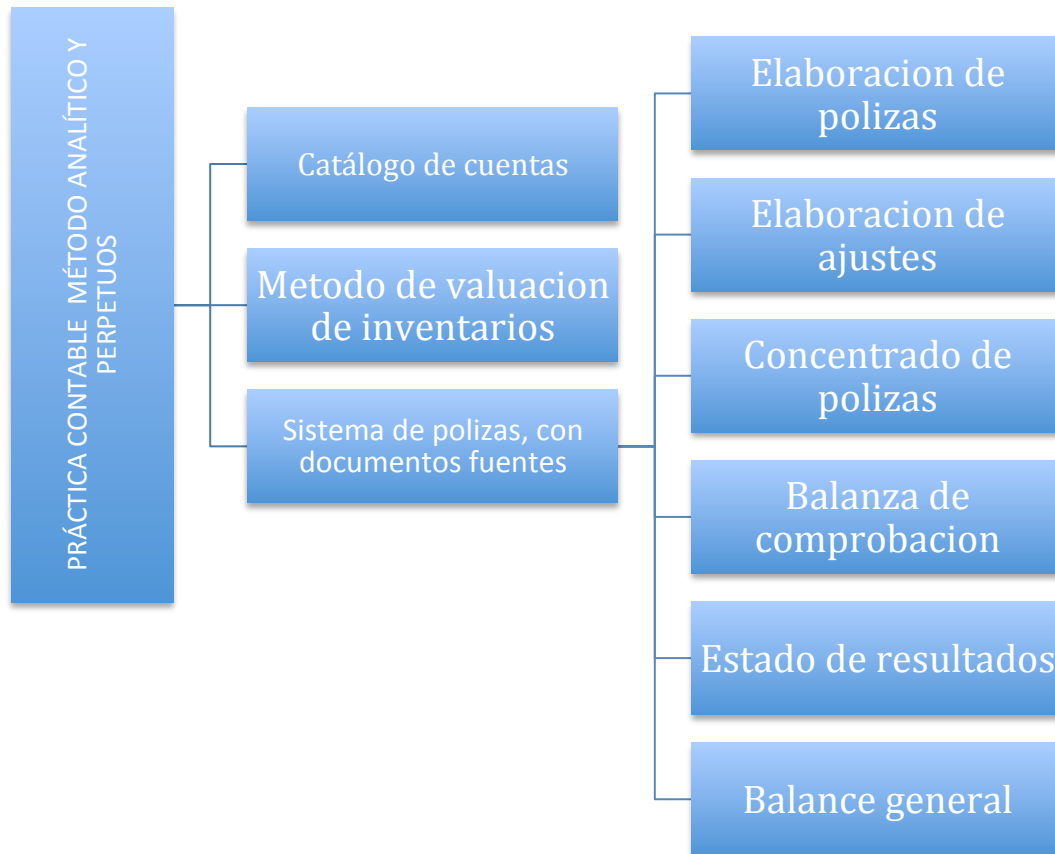 PRÁCTICA CONTABLE  MÉTODO ANALÍTICO Y
PERPETUOS
Catálogo de cuentas
Metodo de valuacion
de inventarios
Sistema de polizas, con
documentos fuentes
Elaboracion de
polizas
Elaboracion de
ajustes
Concentrado de
polizas
Balanza de
comprobacion
Estado de resultados
Balance general